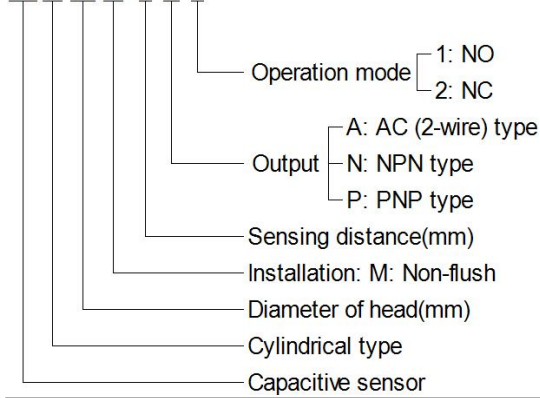 1: NO
Operation mode
2: NC
A: AC (2-wire) type
Output N: NPN type
P: PNP type
Sensing distance(mm)
Installation: M: Non-flush
Diameter of head(mm)
Cylindrical type
Capacitive sensor